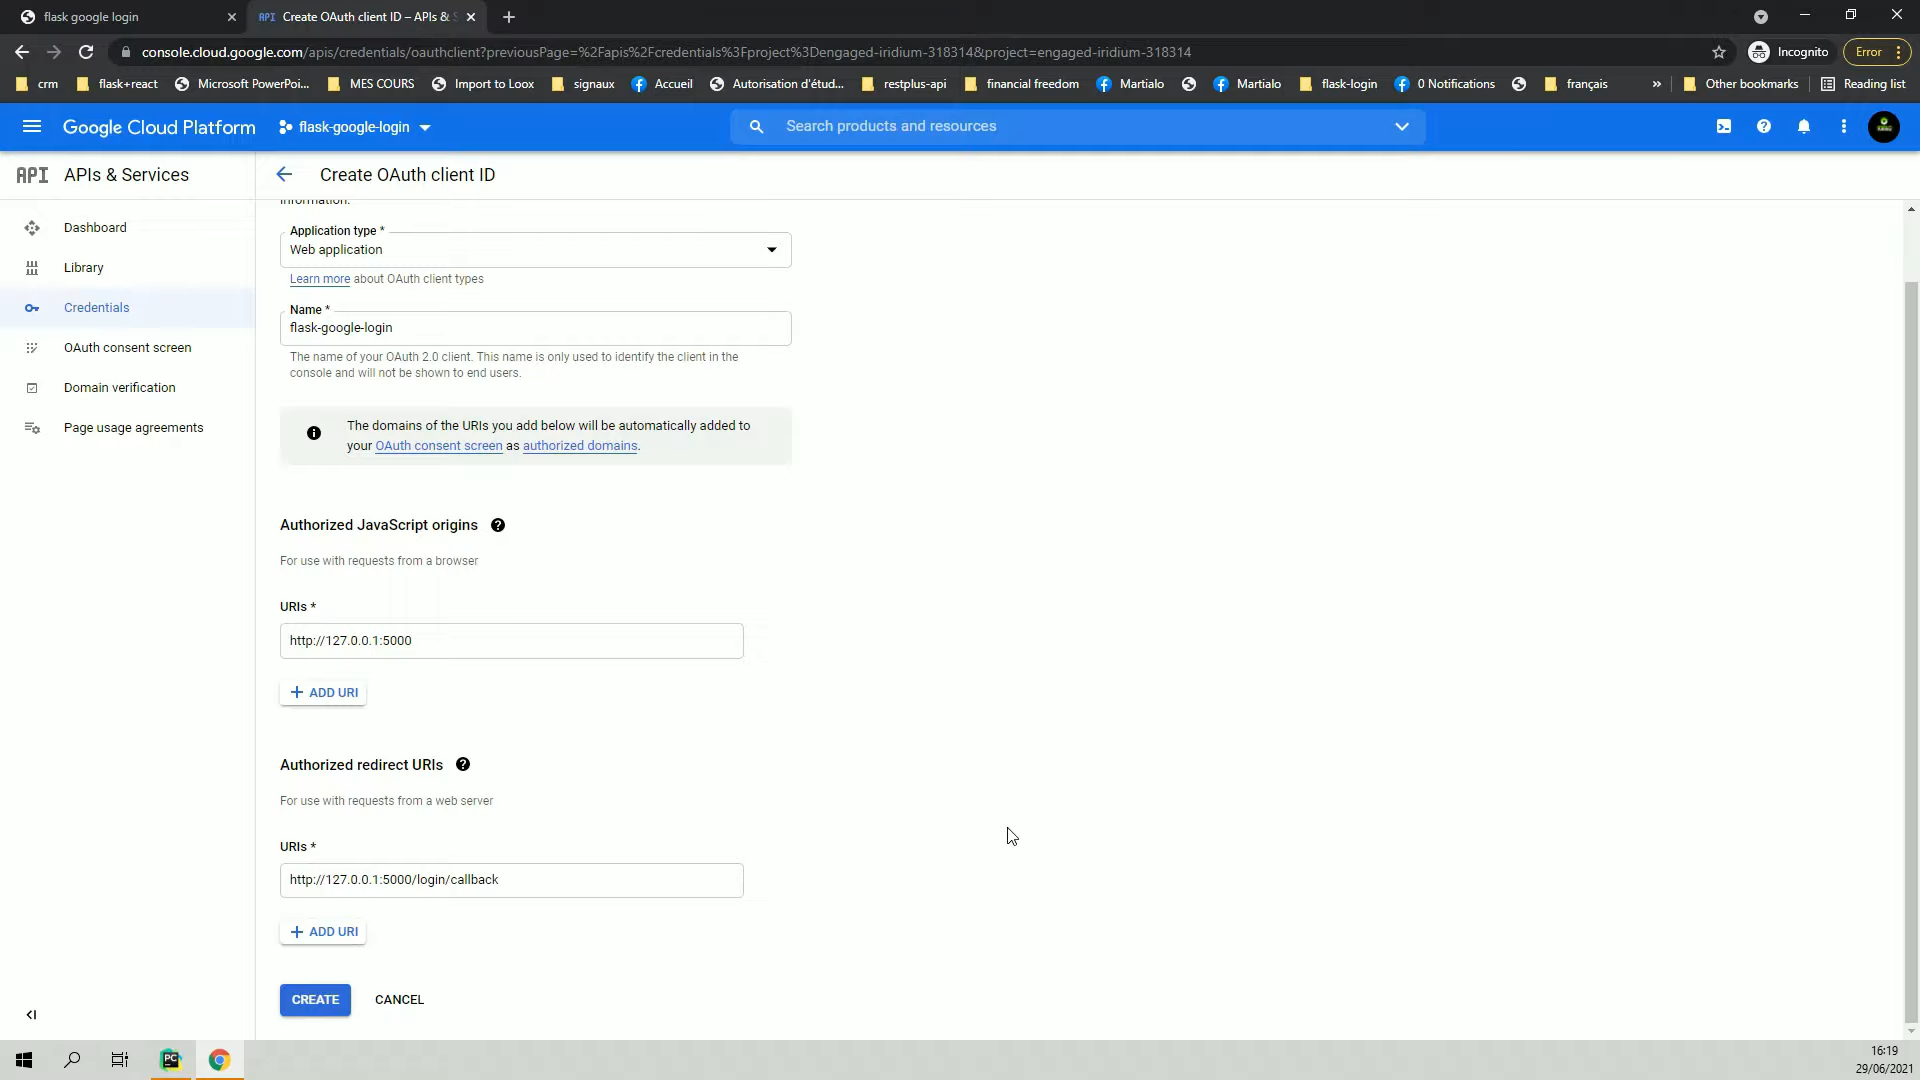 flask google login
API Create OAuth client ID – APIs & S
console.cloud.google.com/apis/credentials/oauthclient?previousPage=%2Fapis%2Fcredentials%3Fproject%3Dengaged-iridium-318314&project=engaged-iridium-318314
Incognito
Error
crm
flask+react
Microsoft PowerPoi...
MES COURS
Import to Loox
signaux
Accueil
Autorisation d'étud...
restplus-api
financial freedom
Martialo
Martialo
flask-login
0 Notifications
français
»
Other bookmarks
Reading list
Google Cloud Platform
flask-google-login
Search products and resources
API APIs & Services
Create OAuth client ID
Dashboard
Library
Credentials
OAuth consent screen
Domain verification
Page usage agreements
information.
Application type *
Web application
Learn more about OAuth client types
Name *
flask-google-login
The name of your OAuth 2.0 client. This name is only used to identify the client in the
console and will not be shown to end users.
The domains of the URIs you add below will be automatically added to
your OAuth consent screen as authorized domains.
Authorized JavaScript origins
For use with requests from a browser
URIs *
http://127.0.0.1:5000
+ ADD URI
Authorized redirect URIs
For use with requests from a web server
URIs *
http://127.0.0.1:5000/login/callback
+ ADD URI
CREATE
CANCEL
PC
16:19
29/06/2021